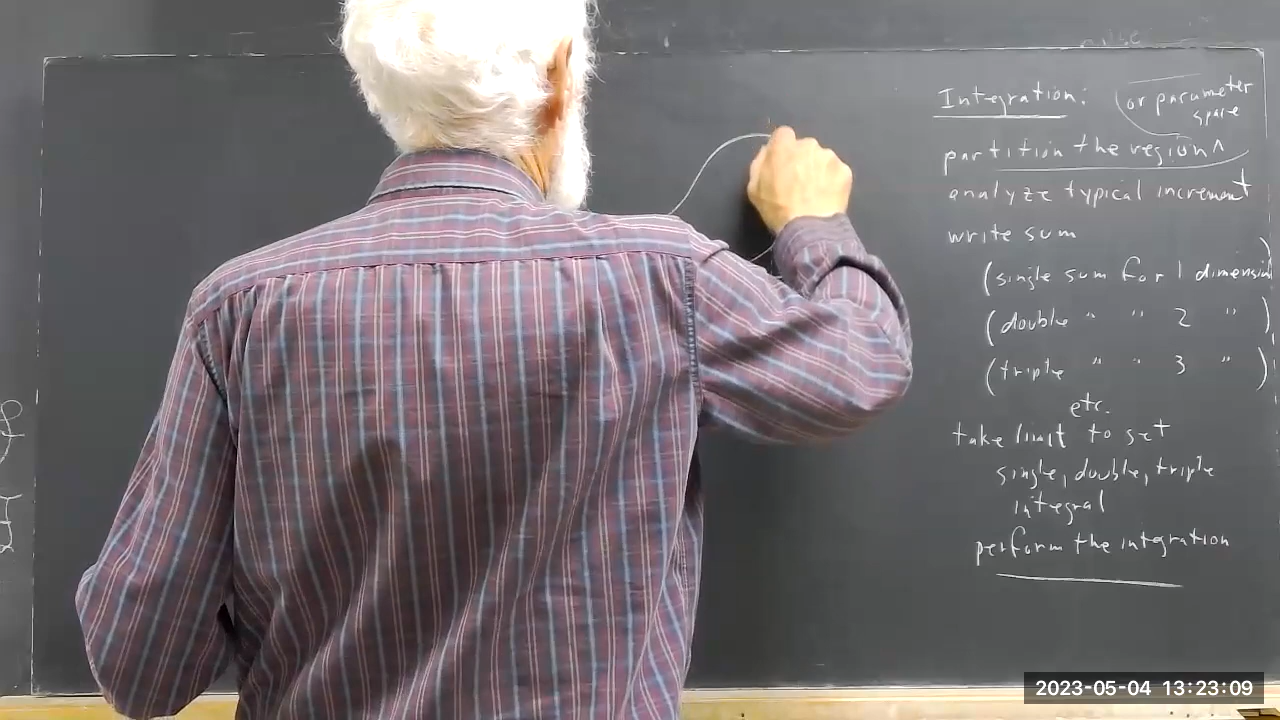 Integration:
(or parameter
space
partition the region ^
analyze typical increment
write sum
(single sum for 1 dimension)
(double " " 2 " )
(triple " " 3 " )
etc.
take limit to get
single, double, triple
integral
perform the integration
2023-05-04 13:23:09